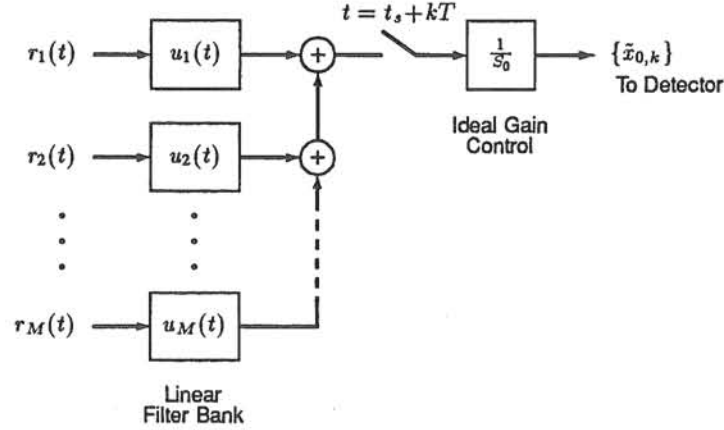 t = t_s + kT
r_1(t) u_1(t) + 1/S_0 {x̃_{0,k}}
To Detector
Ideal Gain
Control
r_2(t) u_2(t) +
r_M(t) u_M(t)
Linear
Filter Bank